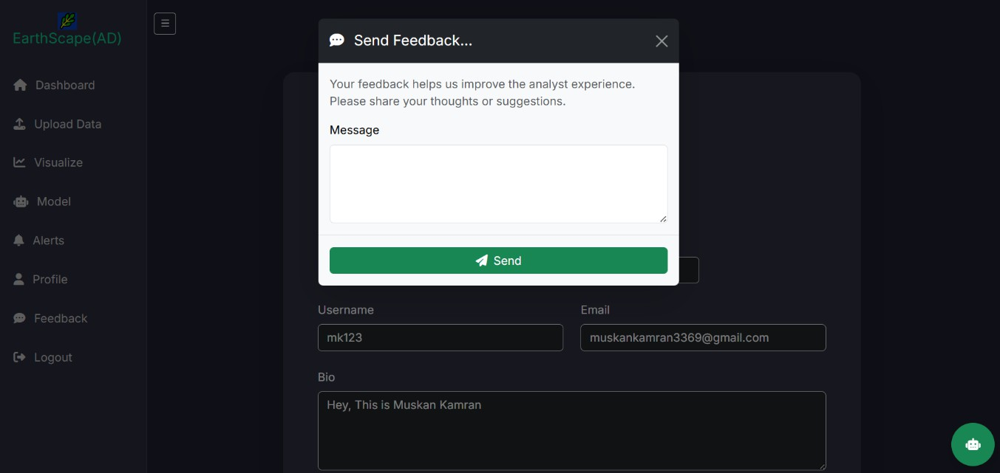 EarthScape(AD)
Dashboard
Upload Data
Visualize
Model
Alerts
Profile
Feedback
Logout
Send Feedback...
Your feedback helps us improve the analyst experience.
Please share your thoughts or suggestions.
Message
Send
Username
Email
mk123
muskankamran3369@gmail.com
Bio
Hey, This is Muskan Kamran